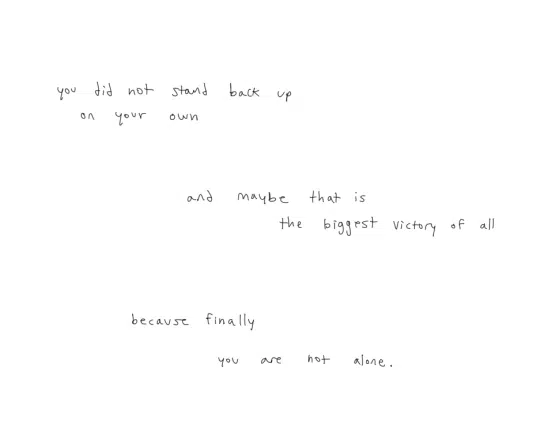 you did not stand back up
on your own
and maybe that is
the biggest victory of all
because finally
you are not alone.